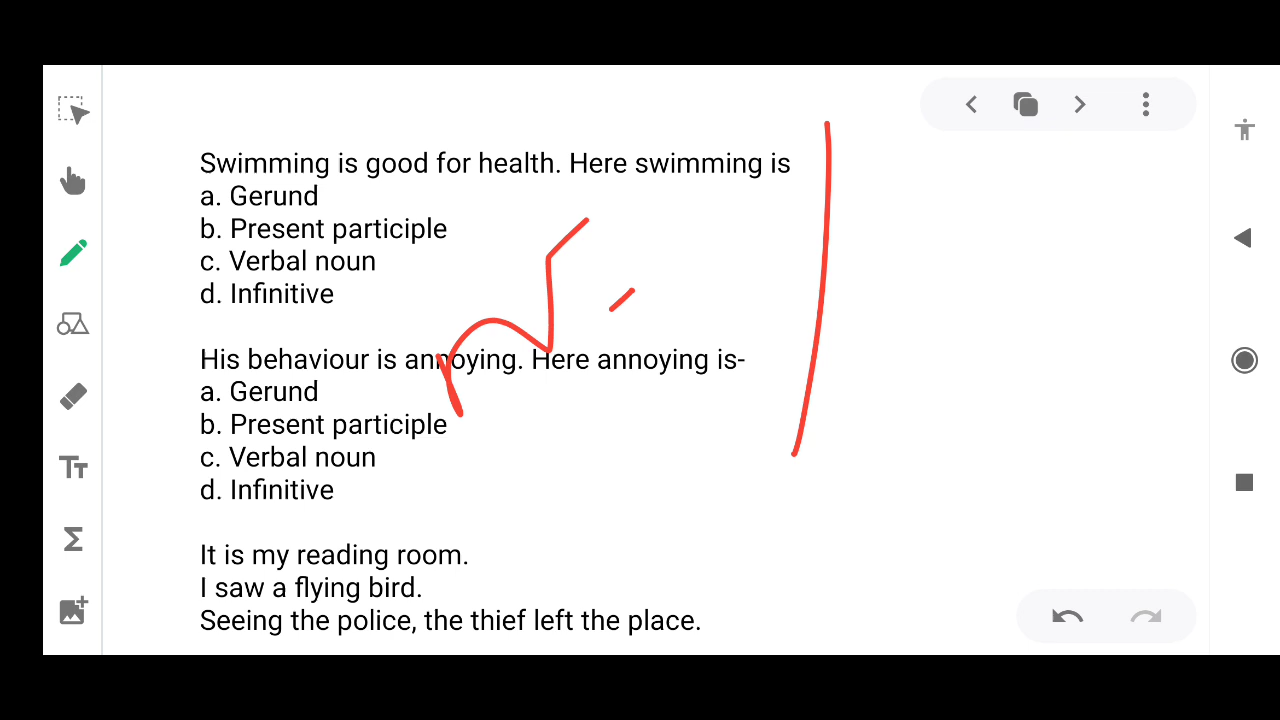 Swimming is good for health. Here swimming is
a. Gerund
b. Present participle
c. Verbal noun
d. Infinitive
His behaviour is annoying. Here annoying is-
a. Gerund
b. Present participle
c. Verbal noun
d. Infinitive
It is my reading room.
I saw a flying bird.
Seeing the police, the thief left the place.